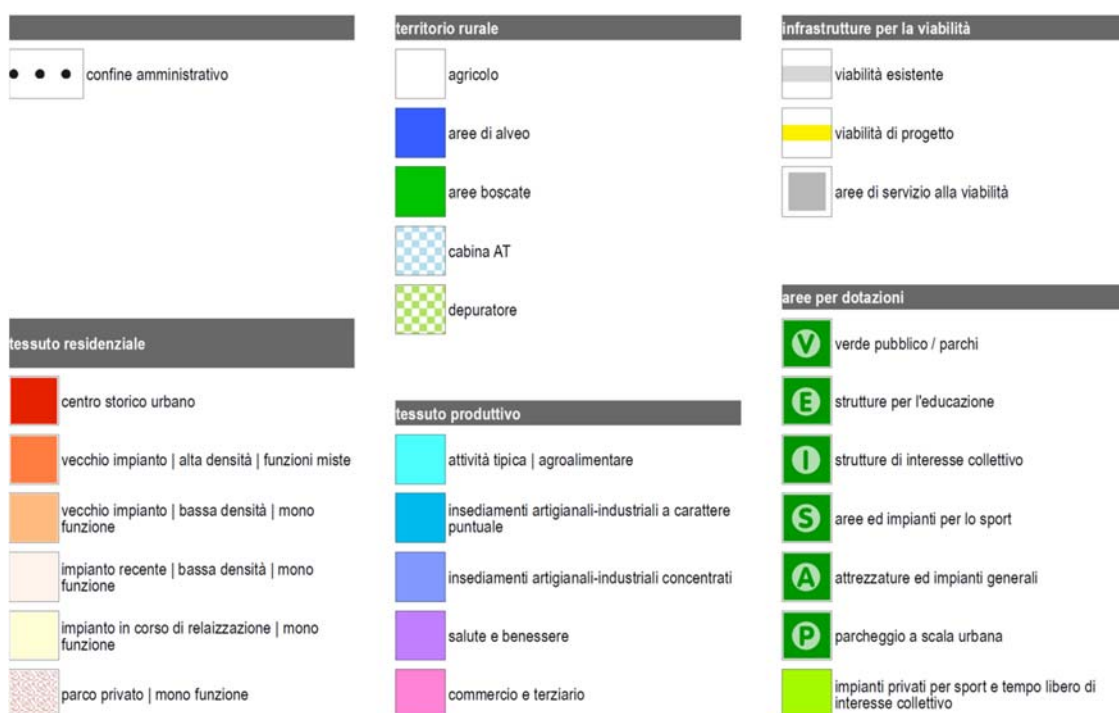 confine amministrativo
tessuto residenziale
centro storico urbano
vecchio impianto | alta densità | funzioni miste
vecchio impianto | bassa densità | mono
funzione
impianto recente | bassa densità | mono
funzione
impianto in corso di relaizzazione | mono
funzione
parco privato | mono funzione
territorio rurale
agricolo
aree di alveo
aree boscate
cabina AT
depuratore
tessuto produttivo
attività tipica | agroalimentare
insediamenti artigianali-industriali a carattere
puntuale
insediamenti artigianali-industriali concentrati
salute e benessere
commercio e terziario
infrastrutture per la viabilità
viabilità esistente
viabilità di progetto
aree di servizio alla viabilità
aree per dotazioni
V verde pubblico / parchi
E strutture per l'educazione
I strutture di interesse collettivo
S aree ed impianti per lo sport
A attrezzature ed impianti generali
P parcheggio a scala urbana
impianti privati per sport e tempo libero di
interesse collettivo